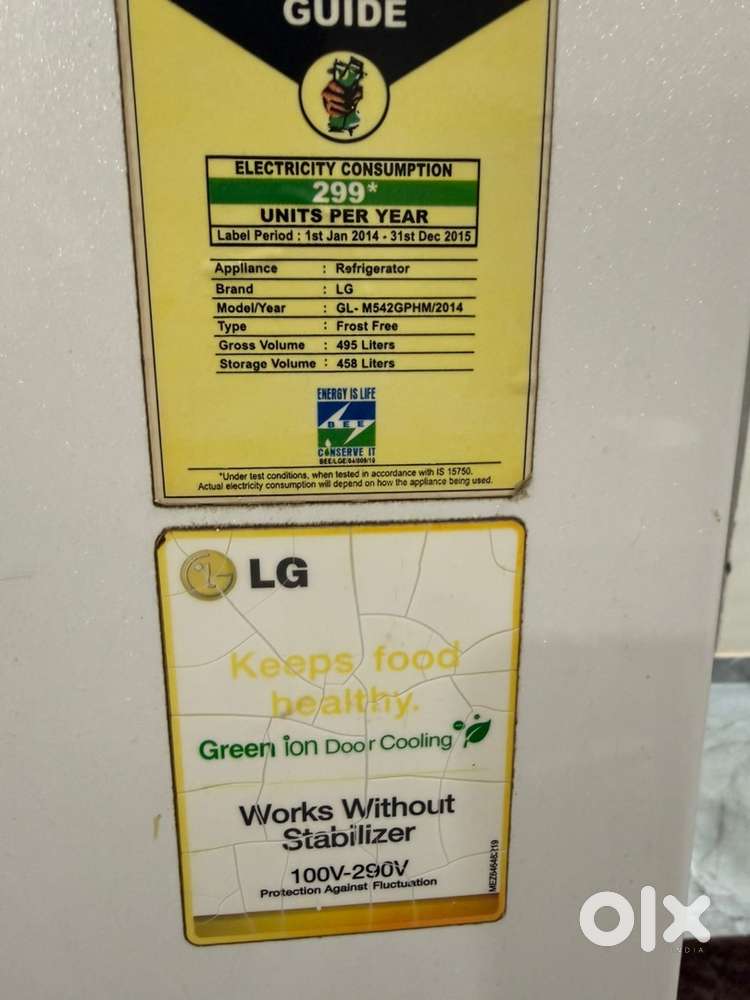 GUIDE
ELECTRICITY CONSUMPTION
299*
UNITS PER YEAR
Label Period : 1st Jan 2014 - 31st Dec 2015
Appliance : Refrigerator
Brand : LG
Model/Year : GL- M542GPHM/2014
Type : Frost Free
Gross Volume : 495 Liters
Storage Volume : 458 Liters
ENERGY IS LIFE
BEE
CONSERVE IT
*Under test conditions, when tested in accordance with IS 15750.
Actual electricity consumption will depend on how the appliance being used.
LG
Keeps food
healthy.
Green ion Door Cooling
Works Without
Stabilizer
100V-290V
Protection Against Fluctuation
olx
INDIA